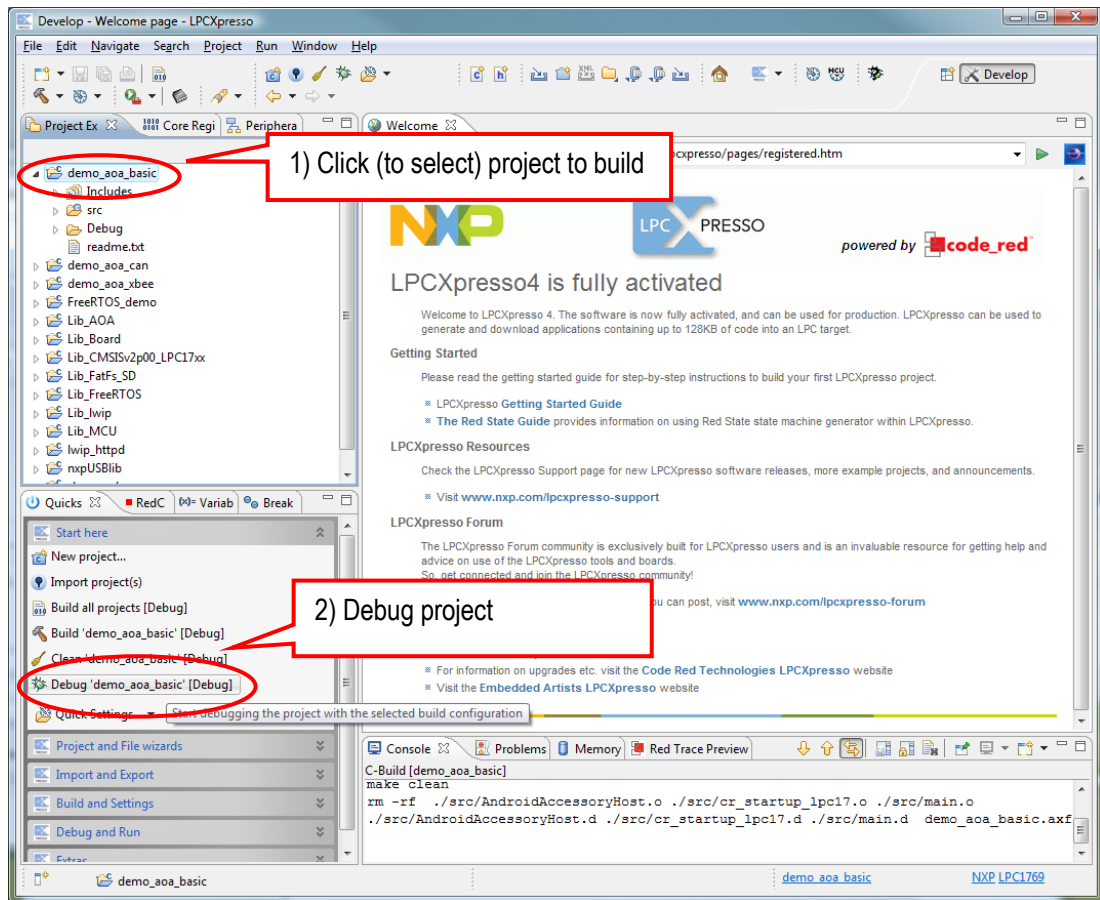 Develop - Welcome page - LPCXpresso
File Edit Navigate Search Project Run Window Help
Develop
Project Ex Core Regi Periphera
Welcome
1) Click (to select) project to build
pcxpresso/pages/registered.htm
demo_aoa_basic
Includes
src
Debug
readme.txt
demo_aoa_can
demo_aoa_xbee
FreeRTOS_demo
Lib_AOA
Lib_Board
Lib_CMSISv2p00_LPC17xx
Lib_FatFs_SD
Lib_FreeRTOS
Lib_lwip
Lib_MCU
lwip_httpd
nxpUSBlib
NXP
LPC XPRESSO
powered by code_red
LPCXpresso4 is fully activated
Welcome to LPCXpresso 4. The software is now fully activated, and can be used for production. LPCXpresso can be used to
generate and download applications containing up to 128KB of code into an LPC target.
Getting Started
Please read the getting started guide for step-by-step instructions to build your first LPCXpresso project.
LPCXpresso Getting Started Guide
The Red State Guide provides information on using Red State state machine generator within LPCXpresso.
LPCXpresso Resources
Check the LPCXpresso Support page for new LPCXpresso software releases, more example projects, and announcements.
Visit www.nxp.com/lpcxpresso-support
LPCXpresso Forum
The LPCXpresso Forum community is exclusively built for LPCXpresso users and is an invaluable resource for getting help and
advice on use of the LPCXpresso tools and boards.
So, get connected and join the LPCXpresso community!
you can post, visit www.nxp.com/lpcxpresso-forum
For information on upgrades etc. visit the Code Red Technologies LPCXpresso website
Visit the Embedded Artists LPCXpresso website
Quicks RedC (x)= Variab Break
Start here
New project...
Import project(s)
Build all projects [Debug]
Build 'demo_aoa_basic' [Debug]
Clean 'demo_aoa_basic' [Debug]
Debug 'demo_aoa_basic' [Debug]
2) Debug project
Quick Settings
Start debugging the project with the selected build configuration
Project and File wizards
Import and Export
Build and Settings
Debug and Run
Extras
Console Problems Memory Red Trace Preview
C-Build [demo_aoa_basic]
make clean
rm -rf ./src/AndroidAccessoryHost.o ./src/cr_startup_lpc17.o ./src/main.o
./src/AndroidAccessoryHost.d ./src/cr_startup_lpc17.d ./src/main.d demo_aoa_basic.axf
demo_aoa_basic
demo aoa basic
NXP LPC1769